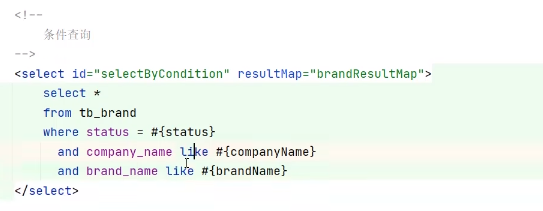 <!--
条件查询
-->
<select id="selectByCondition" resultMap="brandResultMap">
select *
from tb_brand
where status = #{status}
and company_name like #{companyName}
and brand_name like #{brandName}
</select>